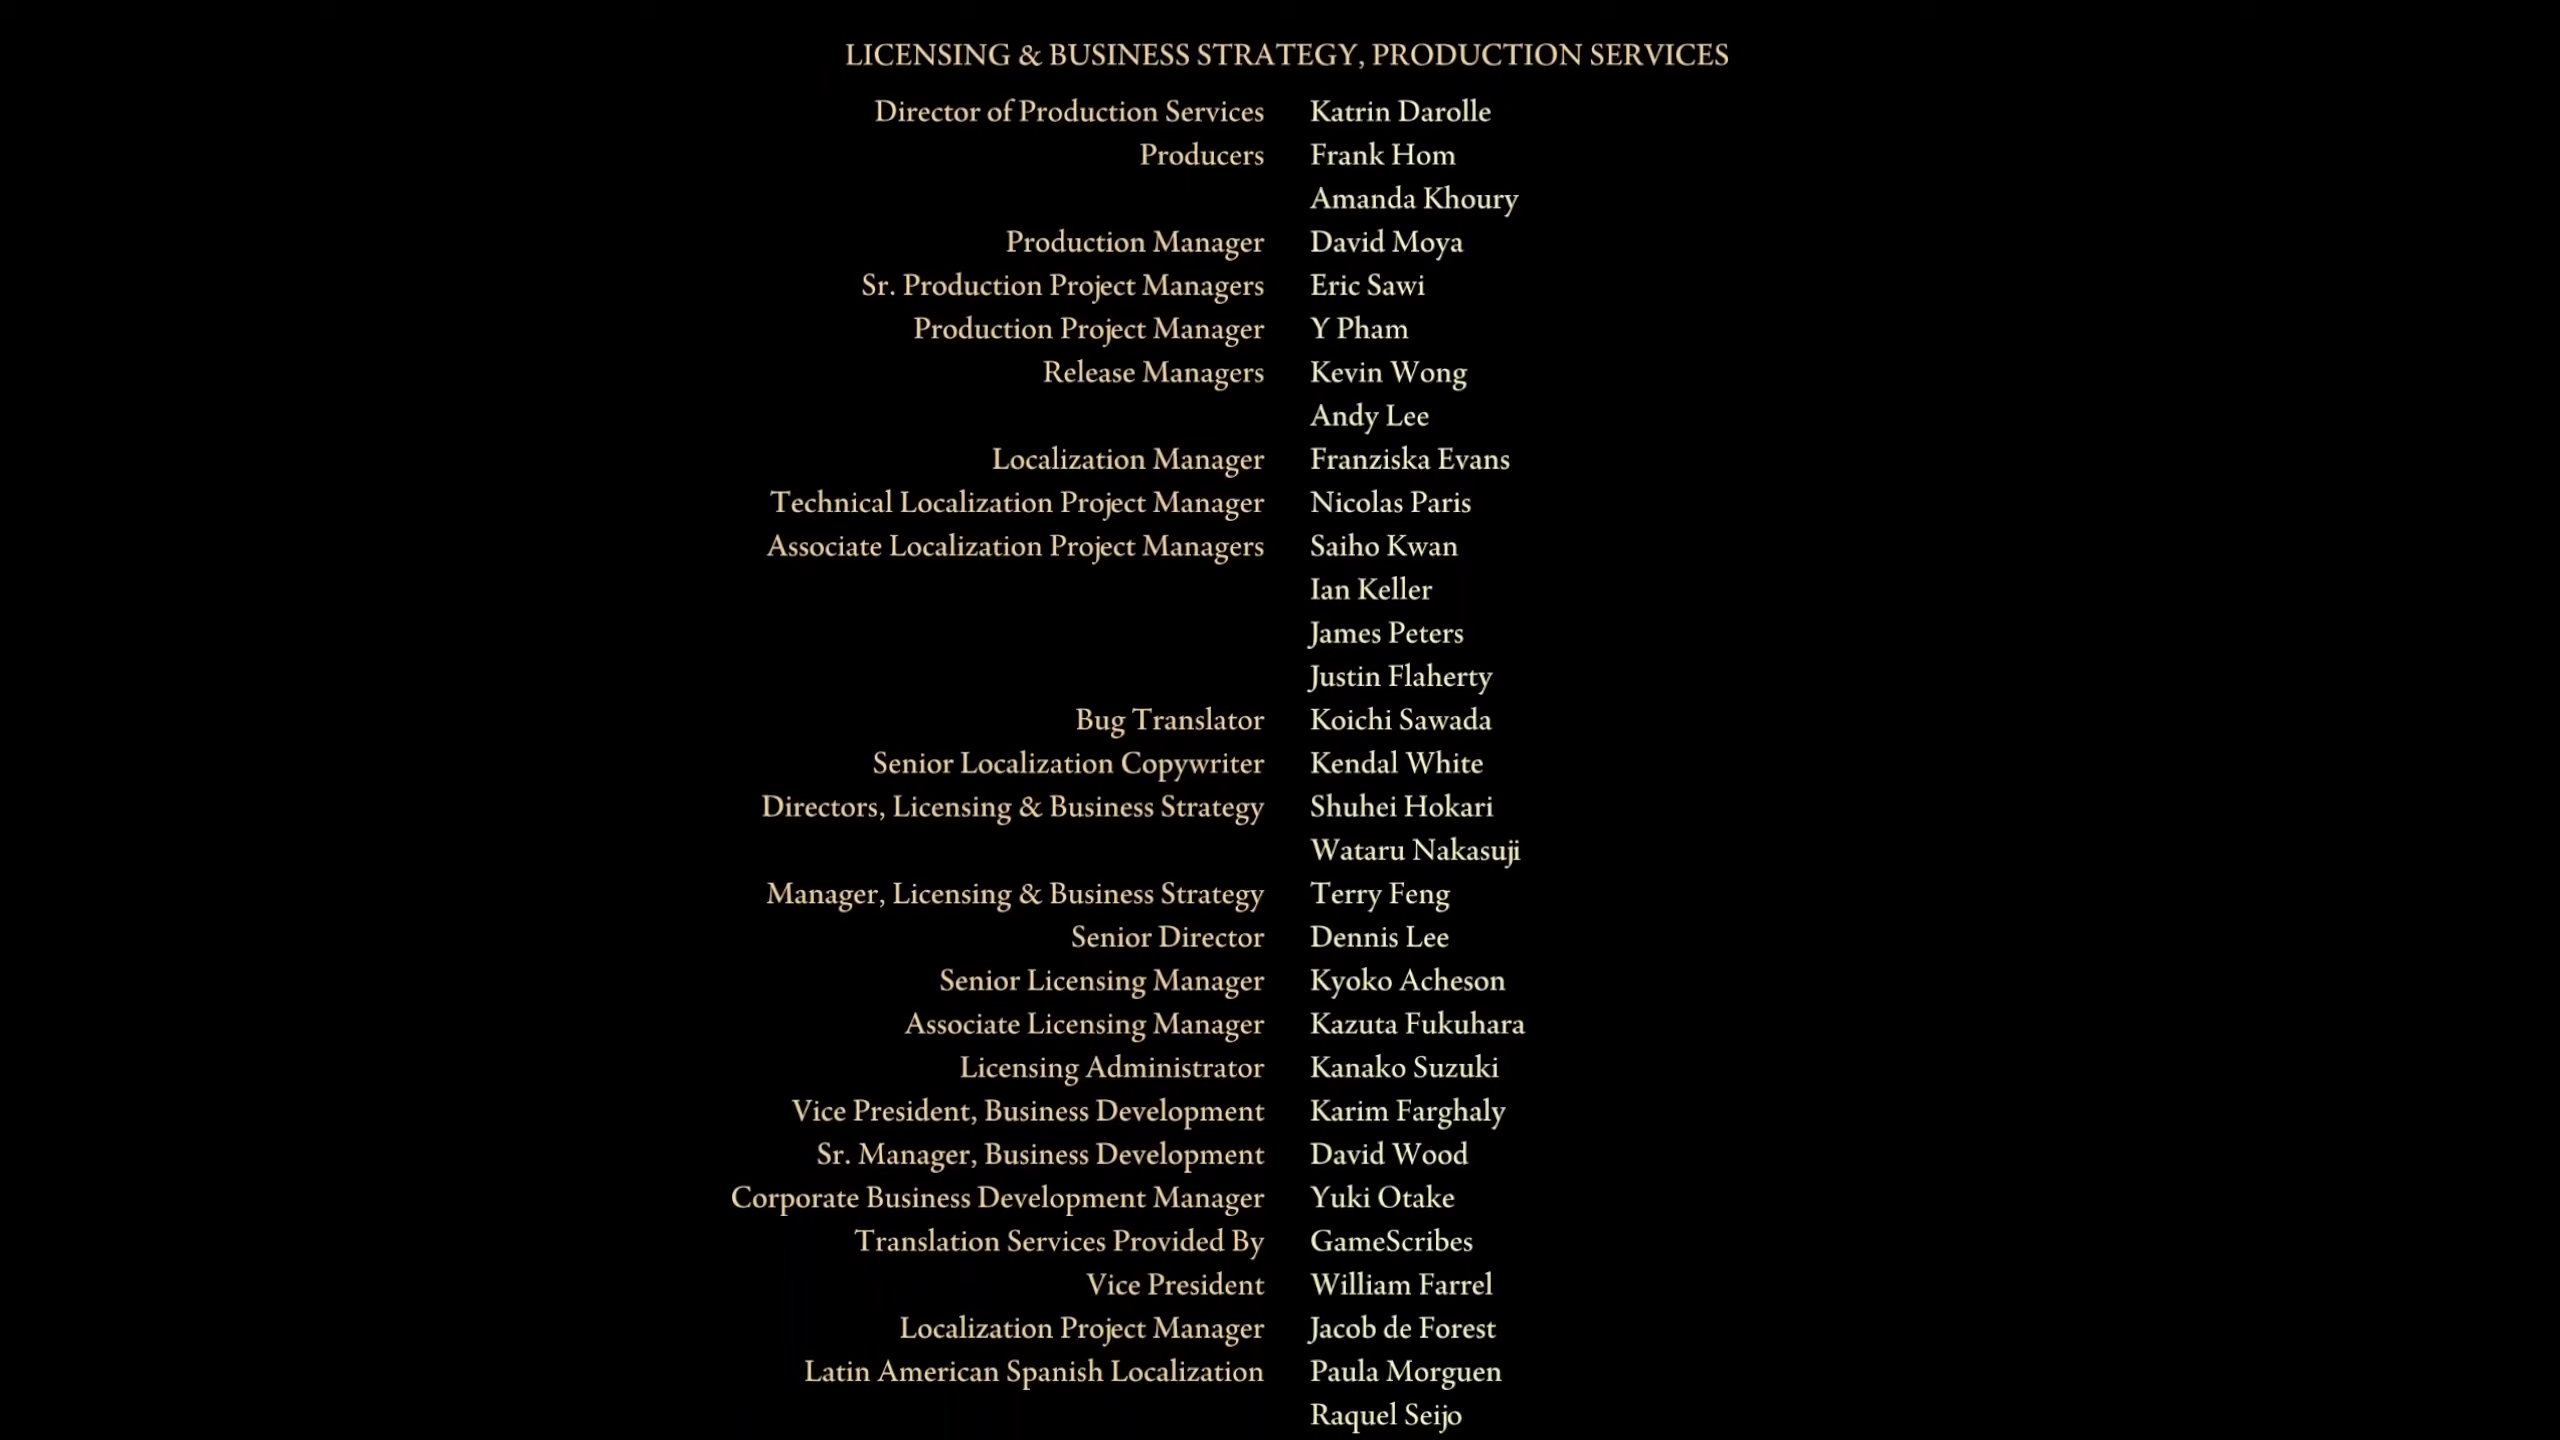 LICENSING & BUSINESS STRATEGY, PRODUCTION SERVICES
Director of Production Services Katrin Darolle
Producers Frank Hom
Amanda Khoury
Production Manager David Moya
Sr. Production Project Managers Eric Sawi
Production Project Manager Y Pham
Release Managers Kevin Wong
Andy Lee
Localization Manager Franziska Evans
Technical Localization Project Manager Nicolas Paris
Associate Localization Project Managers Saiho Kwan
Ian Keller
James Peters
Justin Flaherty
Bug Translator Koichi Sawada
Senior Localization Copywriter Kendal White
Directors, Licensing & Business Strategy Shuhei Hokari
Wataru Nakasuji
Manager, Licensing & Business Strategy Terry Feng
Senior Director Dennis Lee
Senior Licensing Manager Kyoko Acheson
Associate Licensing Manager Kazuta Fukuhara
Licensing Administrator Kanako Suzuki
Vice President, Business Development Karim Farghaly
Sr. Manager, Business Development David Wood
Corporate Business Development Manager Yuki Otake
Translation Services Provided By GameScribes
Vice President William Farrel
Localization Project Manager Jacob de Forest
Latin American Spanish Localization Paula Morguen
Raquel Seijo